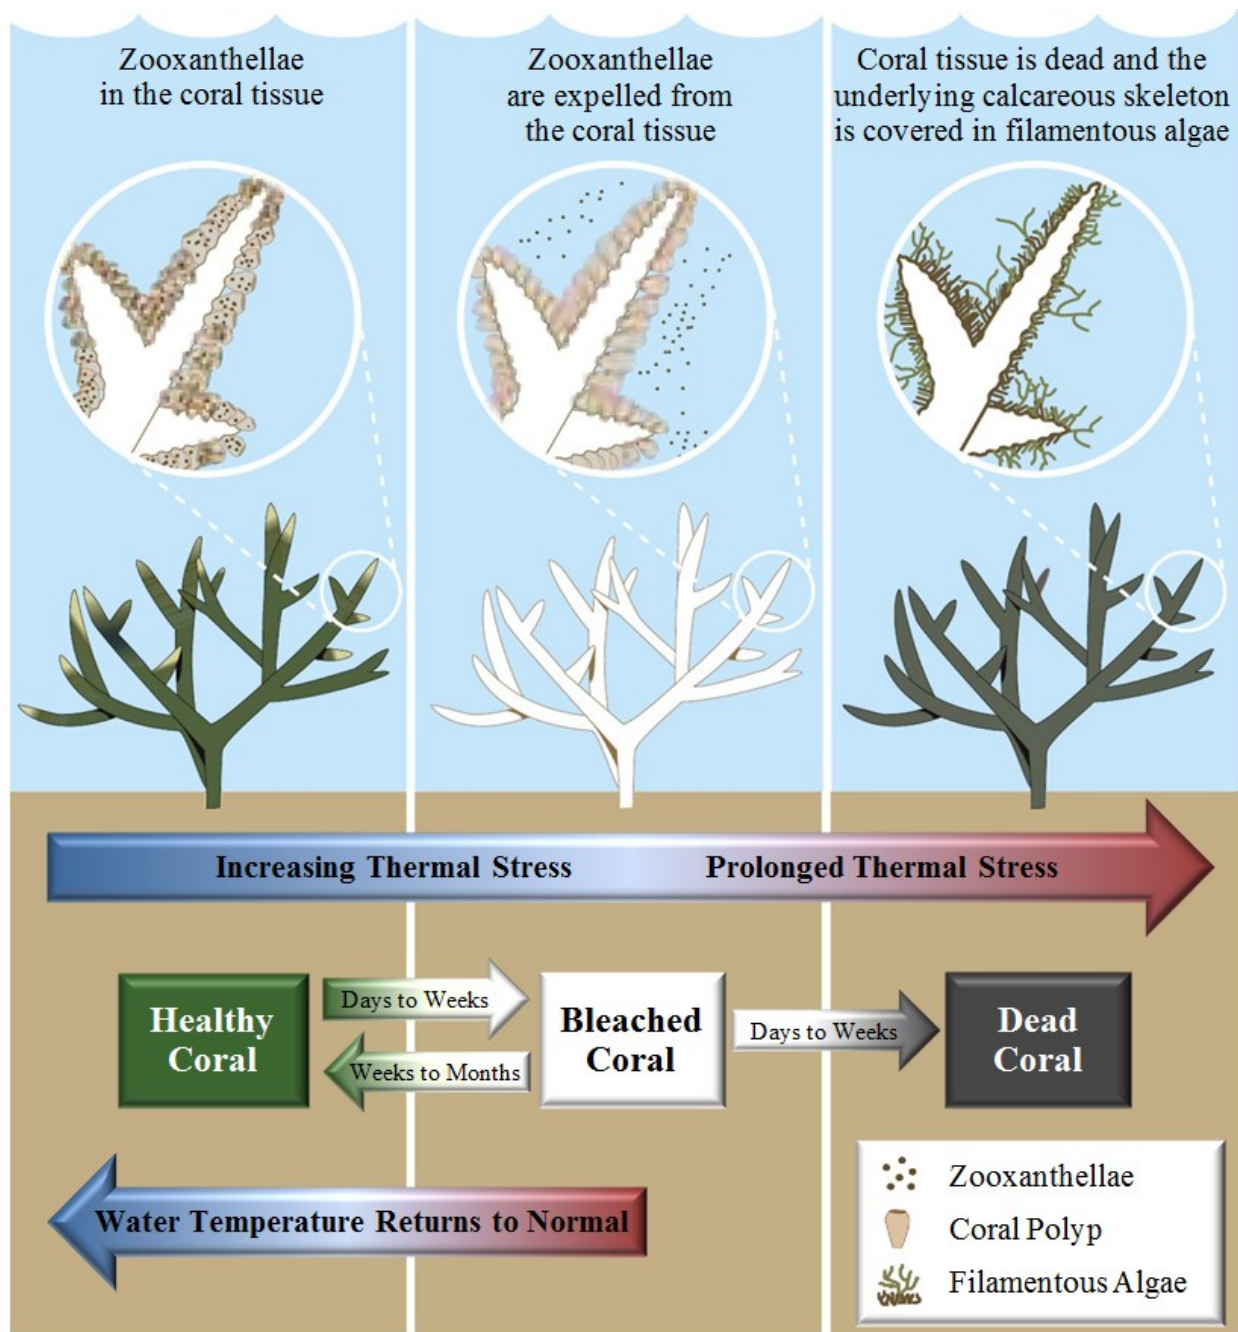 Zooxanthellae
in the coral tissue
Zooxanthellae
are expelled from
the coral tissue
Coral tissue is dead and the
underlying calcareous skeleton
is covered in filamentous algae
Increasing Thermal Stress
Prolonged Thermal Stress
Healthy
Coral
Days to Weeks
Weeks to Months
Bleached
Coral
Days to Weeks
Dead
Coral
Water Temperature Returns to Normal
Zooxanthellae
Coral Polyp
Filamentous Algae